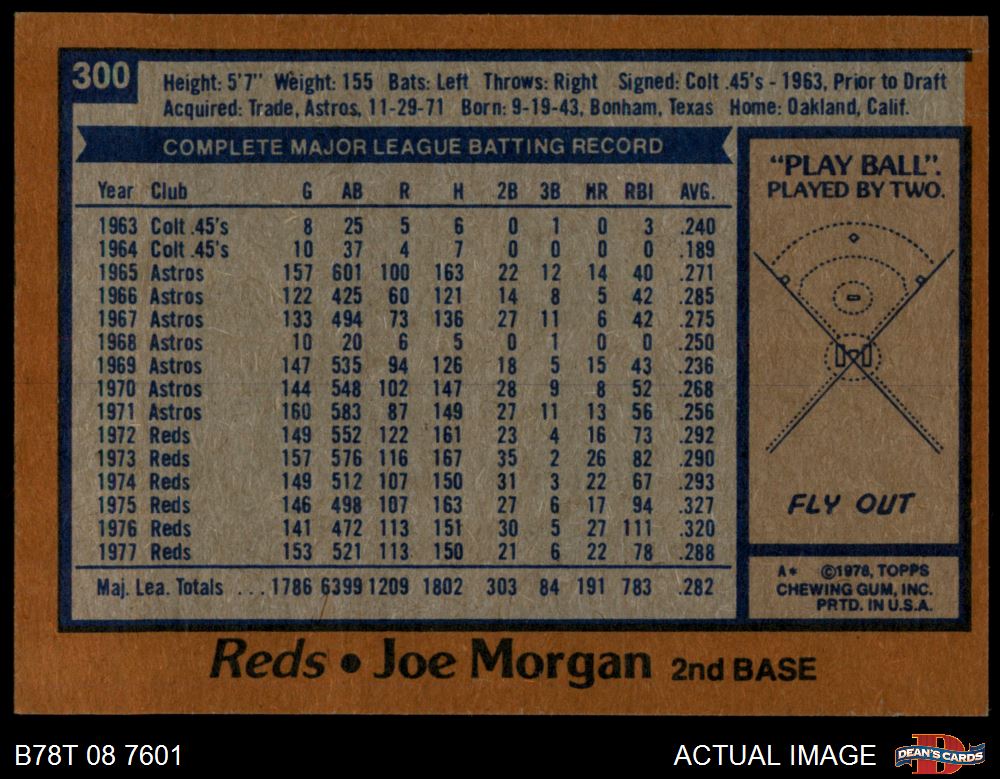 300
Height: 5'7" Weight: 155 Bats: Left Throws: Right Signed: Colt .45's - 1963, Prior to Draft
Acquired: Trade, Astros, 11-29-71 Born: 9-19-43, Bonham, Texas Home: Oakland, Calif.
COMPLETE MAJOR LEAGUE BATTING RECORD
Year Club G AB R H 2B 3B HR RBI AVG.
1963 Colt .45's 8 25 5 6 0 1 0 3 .240
1964 Colt .45's 10 37 4 7 0 0 0 0 .189
1965 Astros 157 601 100 163 22 12 14 40 .271
1966 Astros 122 425 60 121 14 8 5 42 .285
1967 Astros 133 494 73 136 27 11 6 42 .275
1968 Astros 10 20 6 5 0 1 0 0 .250
1969 Astros 147 535 94 126 18 5 15 43 .236
1970 Astros 144 548 102 147 28 9 8 52 .268
1971 Astros 160 583 87 149 27 11 13 56 .256
1972 Reds 149 552 122 161 23 4 16 73 .292
1973 Reds 157 576 116 167 35 2 26 82 .290
1974 Reds 149 512 107 150 31 3 22 67 .293
1975 Reds 146 498 107 163 27 6 17 94 .327
1976 Reds 141 472 113 151 30 5 27 111 .320
1977 Reds 153 521 113 150 21 6 22 78 .288
Maj. Lea. Totals ... 1786 6399 1209 1802 303 84 191 783 .282
"PLAY BALL".
PLAYED BY TWO.
FLY OUT
A* ©1978, TOPPS
CHEWING GUM, INC.
PRTD. IN U.S.A.
Reds • Joe Morgan 2nd BASE
B78T 08 7601 ACTUAL IMAGE
D
DEAN'S CARDS